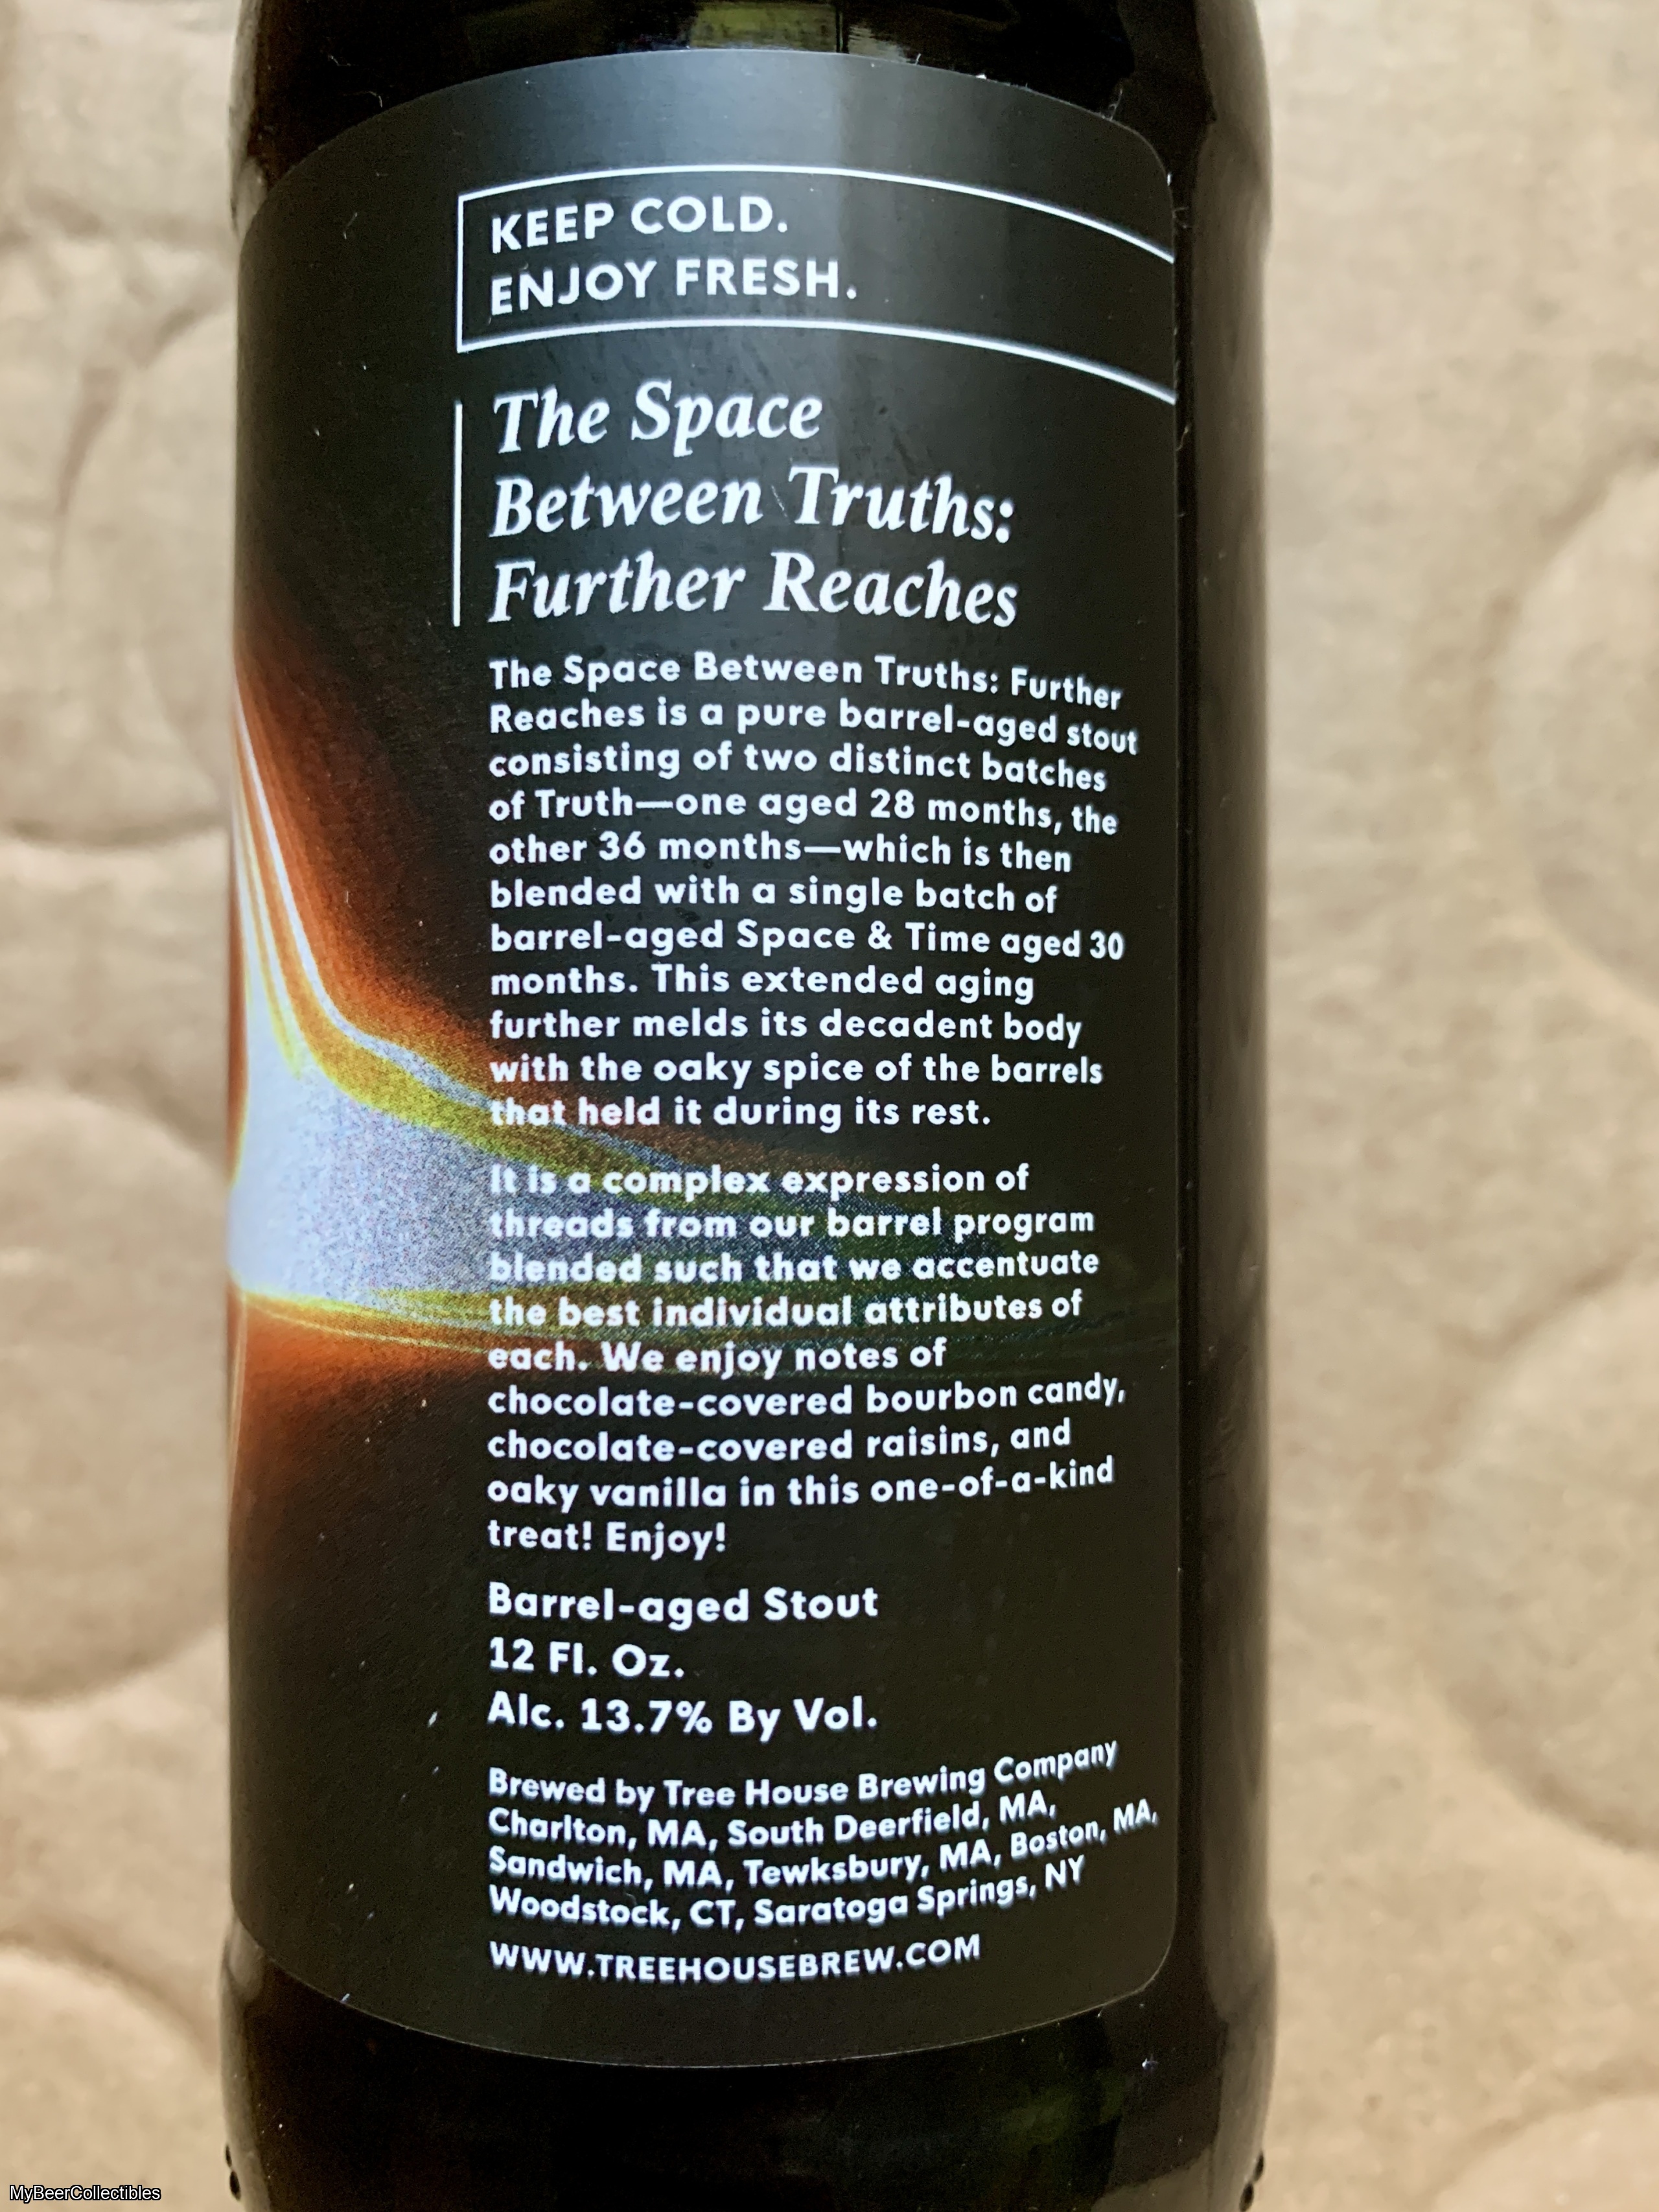 KEEP COLD.
ENJOY FRESH.
The Space
Between Truths:
Further Reaches
The Space Between Truths: Further
Reaches is a pure barrel-aged stout
consisting of two distinct batches
of Truth—one aged 28 months, the
other 36 months—which is then
blended with a single batch of
barrel-aged Space & Time aged 30
months. This extended aging
further melds its decadent body
with the oaky spice of the barrels
that held it during its rest.
It is a complex expression of
threads from our barrel program
blended such that we accentuate
the best individual attributes of
each. We enjoy notes of
chocolate-covered bourbon candy,
chocolate-covered raisins, and
oaky vanilla in this one-of-a-kind
treat! Enjoy!
Barrel-aged Stout
12 Fl. Oz.
Alc. 13.7% By Vol.
Brewed by Tree House Brewing Company
Charlton, MA, South Deerfield, MA,
Sandwich, MA, Tewksbury, MA, Boston, MA,
Woodstock, CT, Saratoga Springs, NY
WWW.TREEHOUSEBREW.COM
MyBeerCollectibles